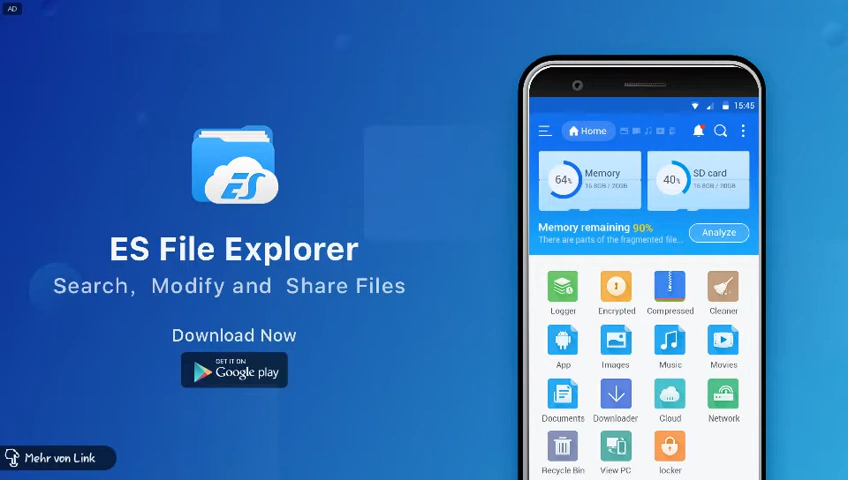 AD
ES
ES File Explorer
Search, Modify and Share Files
Download Now
GET IT ON
Google play
Mehr von Link
15:45
Home
64%
Memory
16.8GB / 20GB
40%
SD card
16.8GB / 20GB
Memory remaining 90%
There are parts of the fragmented file...
Analyze
Logger
Encrypted
Compressed
Cleaner
App
Images
Music
Movies
Documents
Downloader
Cloud
Network
Recycle Bin
View PC
locker